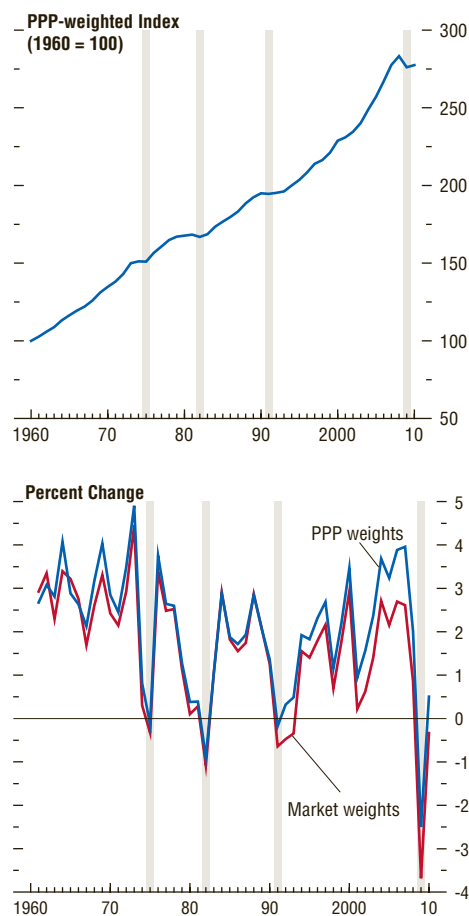 PPP-weighted Index
(1960 = 100)
300
250
200
150
100
50
1960 70 80 90 2000 10
Percent Change
5
PPP weights
4
3
2
1
0
-1
Market weights
-2
-3
-4
1960 70 80 90 2000 10